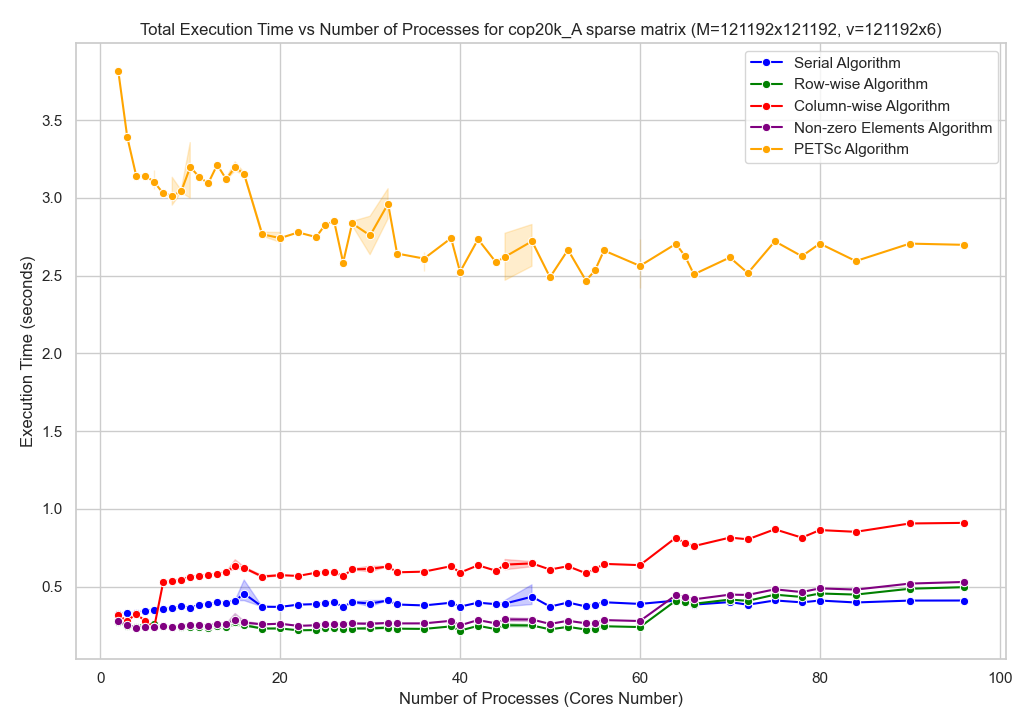 Total Execution Time vs Number of Processes for cop20k_A sparse matrix (M=121192x121192, v=121192x6)
Serial Algorithm
Row-wise Algorithm
Column-wise Algorithm
Non-zero Elements Algorithm
PETSc Algorithm
Execution Time (seconds)
3.5
3.0
2.5
2.0
1.5
1.0
0.5
0 20 40 60 80 100
Number of Processes (Cores Number)